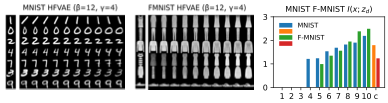 MNIST HFVAE (β=12, γ=4)
F-MNIST HFVAE (β=12, γ=4)
MNIST F-MNIST I(x; z_d)
3
2
1
0
MNIST
F-MNIST
1 2 3 4 5 6 7 8 9 10 c